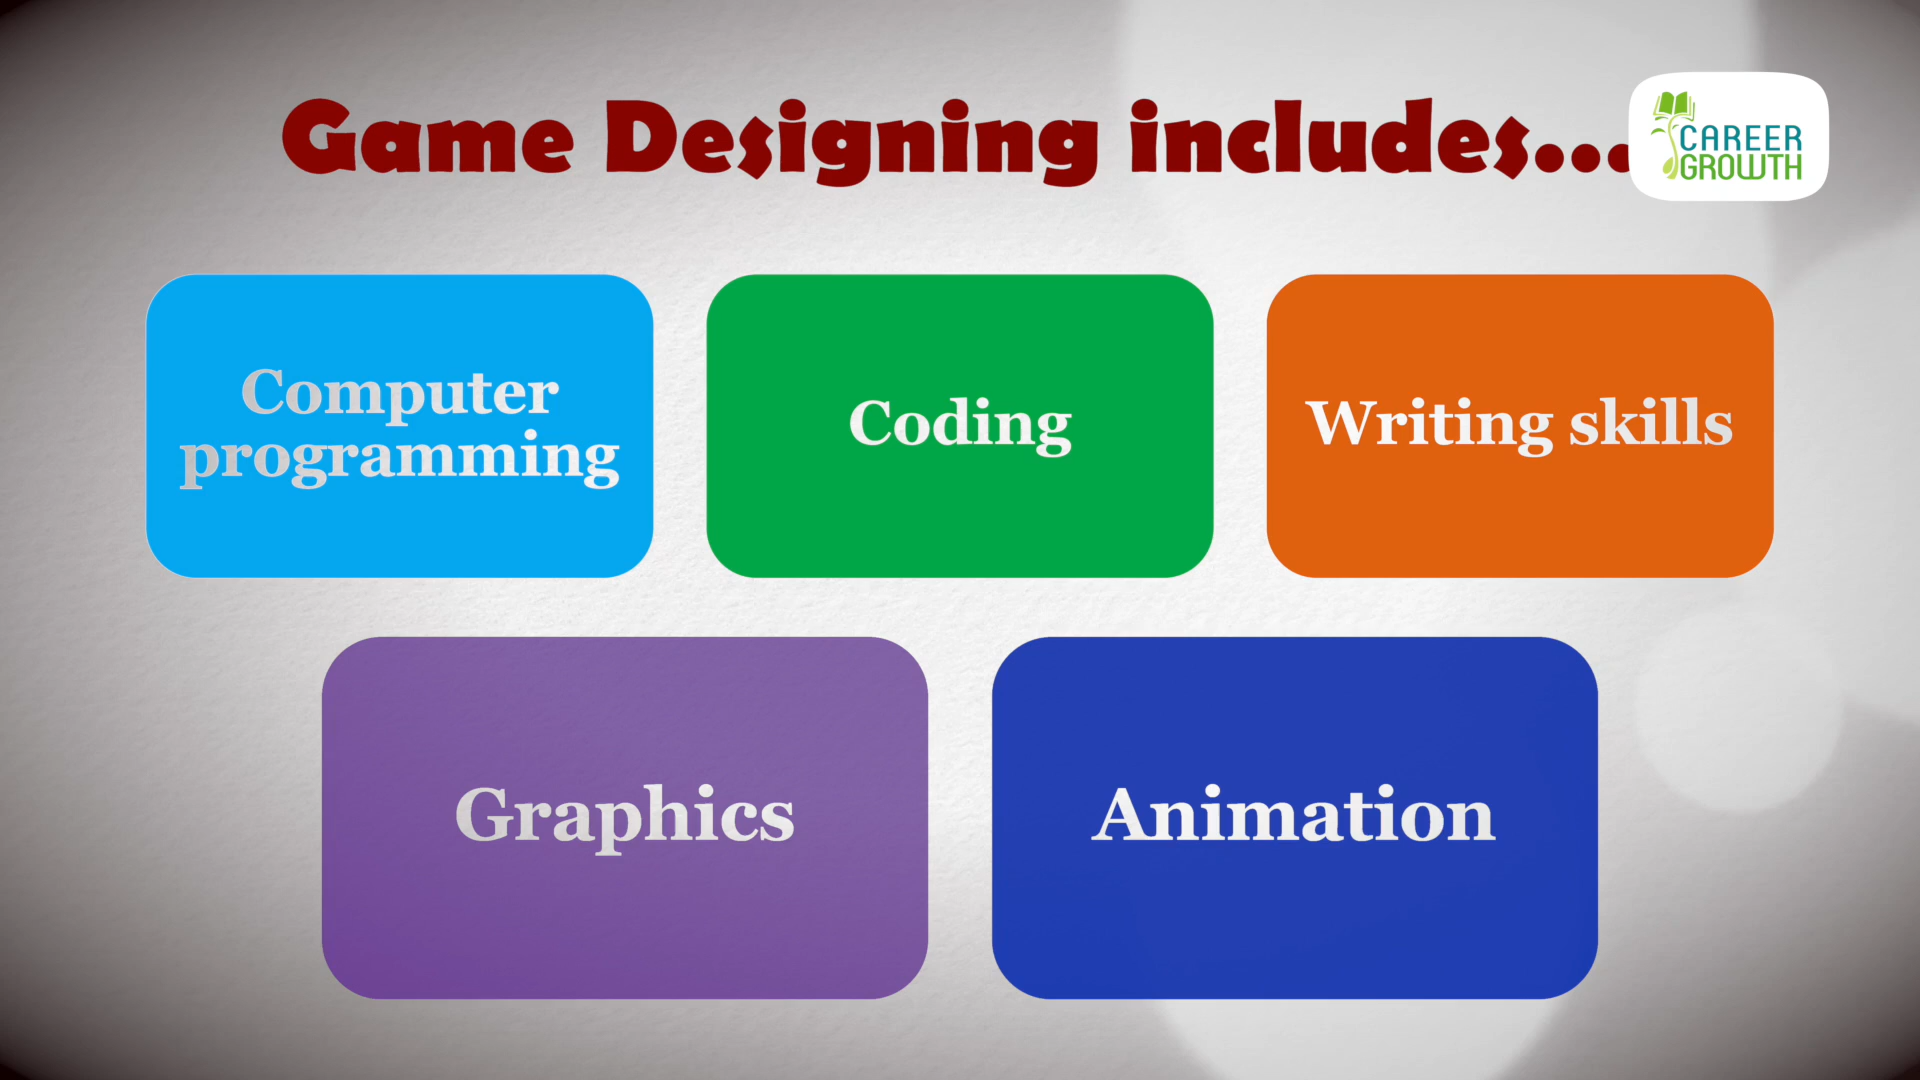 Game Designing includes...
CAREER
GROWTH
Computer
programming
Coding
Writing skills
Graphics
Animation